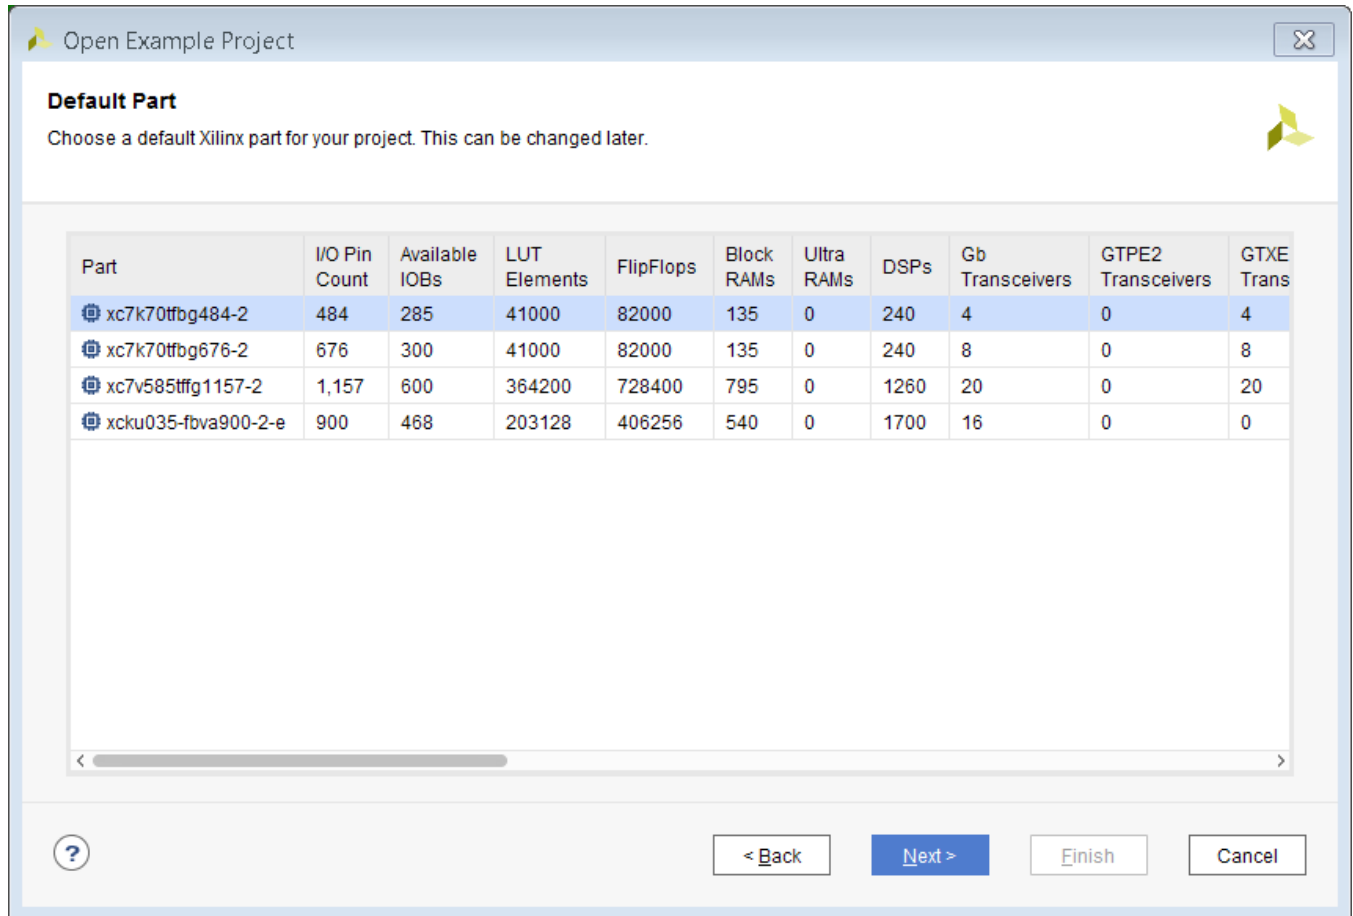 Open Example Project
Default Part
Choose a default Xilinx part for your project. This can be changed later.
Part I/O Pin Count Available IOBs LUT Elements FlipFlops Block RAMs Ultra RAMs DSPs Gb Transceivers GTPE2 Transceivers GTXE Trans
xc7k70tfbg484-2 484 285 41000 82000 135 0 240 4 0 4
xc7k70tfbg676-2 676 300 41000 82000 135 0 240 8 0 8
xc7v585tffg1157-2 1,157 600 364200 728400 795 0 1260 20 0 20
xcku035-fbva900-2-e 900 468 203128 406256 540 0 1700 16 0 0
? < Back Next > Finish Cancel